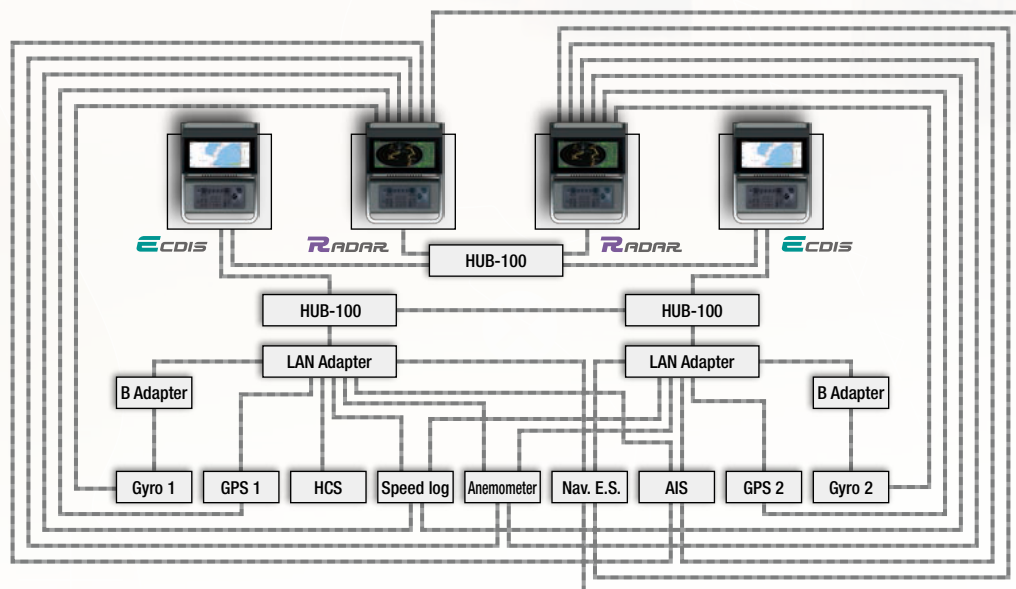 ECDIS
RADAR
RADAR
ECDIS
HUB-100
HUB-100
HUB-100
LAN Adapter
LAN Adapter
B Adapter
B Adapter
Gyro 1
GPS 1
HCS
Speed log
Anemometer
Nav. E.S.
AIS
GPS 2
Gyro 2